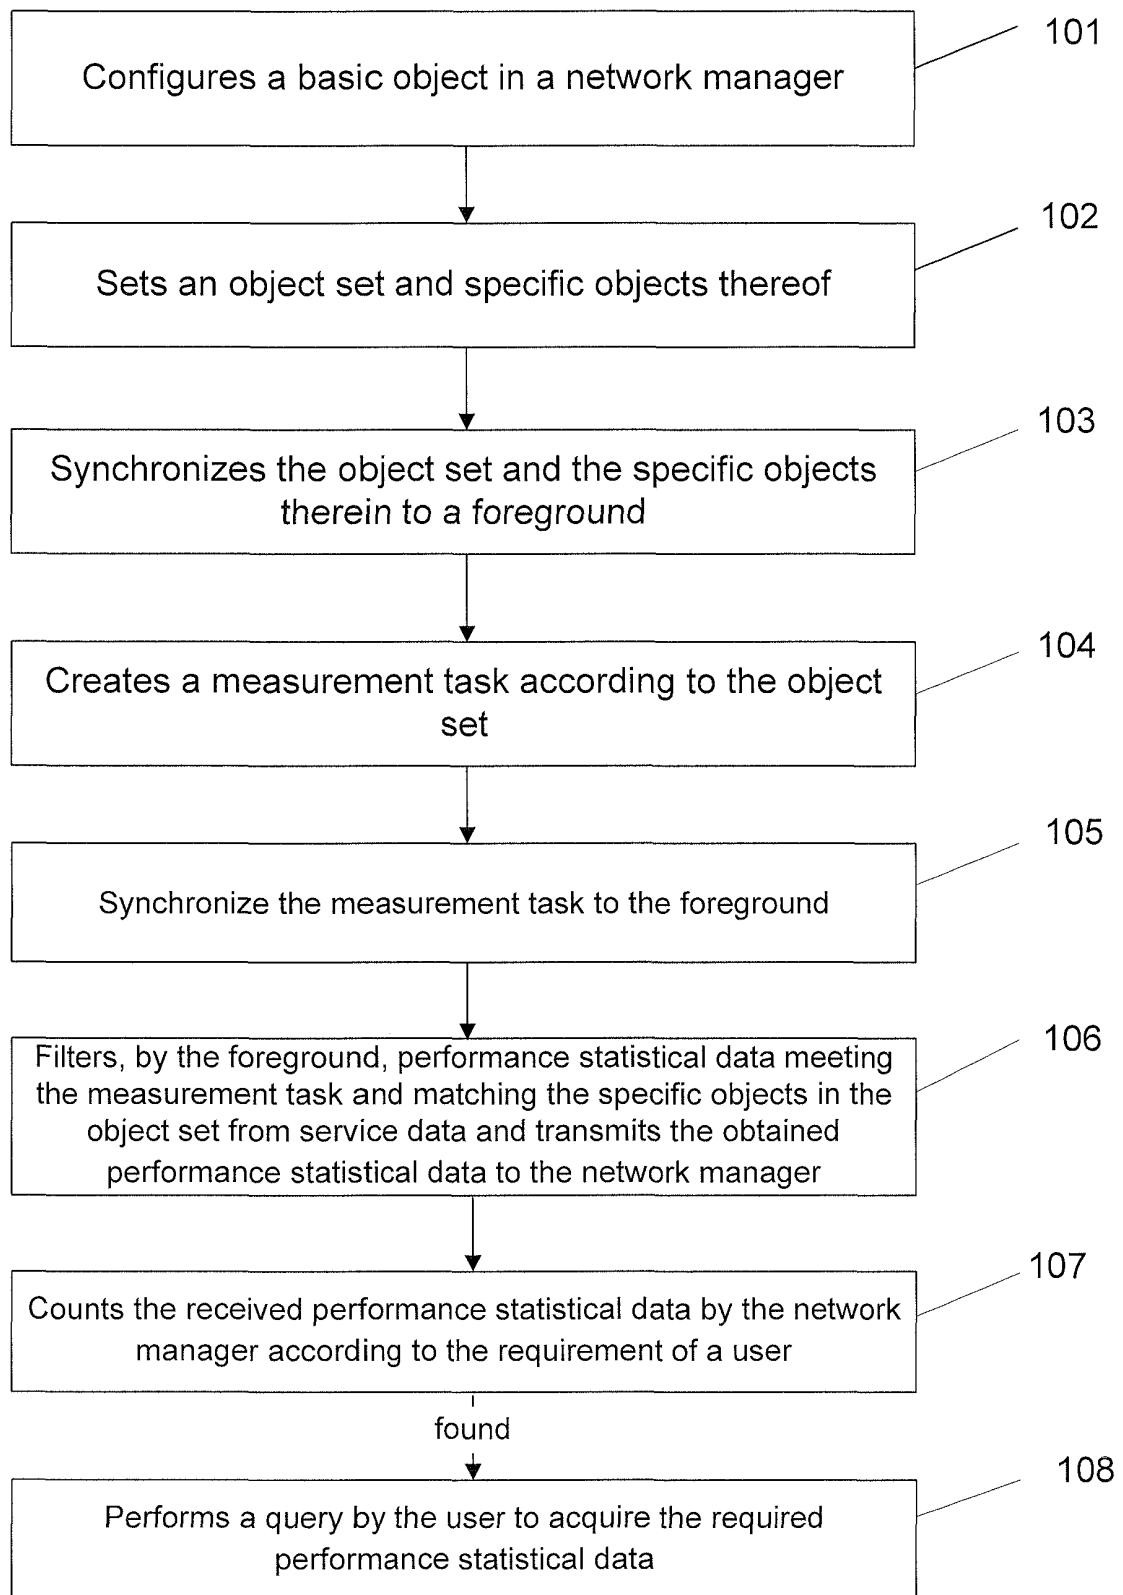 101
Configures a basic object in a network manager
102
Sets an object set and specific objects thereof
103
Synchronizes the object set and the specific objects
therein to a foreground
104
Creates a measurement task according to the object
set
105
Synchronize the measurement task to the foreground
106
Filters, by the foreground, performance statistical data meeting
the measurement task and matching the specific objects in the
object set from service data and transmits the obtained
performance statistical data to the network manager
107
Counts the received performance statistical data by the network
manager according to the requirement of a user
found
108
Performs a query by the user to acquire the required
performance statistical data